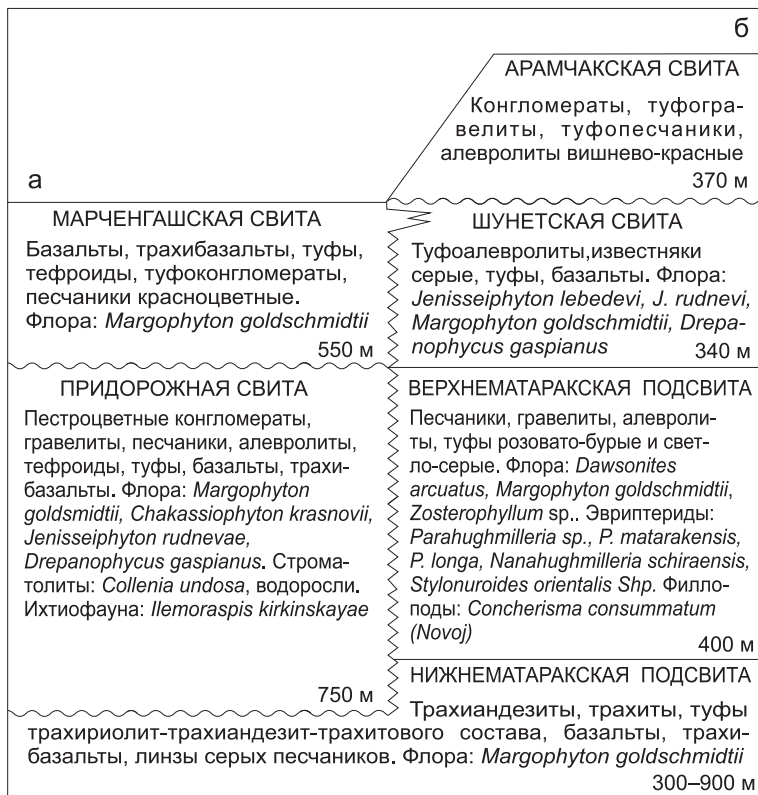 б
АРАМЧАКСКАЯ СВИТА
Конгломераты, туфогра-
велиты, туфопесчаники,
алевролиты вишнево-красные
370 м
а
МАРЧЕНГАШСКАЯ СВИТА
Базальты, трахибазальты, туфы,
тефроиды, туфоконгломераты,
песчаники красноцветные.
Флора: Margophyton goldschmidtii
550 м
ШУНЕТСКАЯ СВИТА
Туфоалевролиты,известняки
серые, туфы, базальты. Флора:
Jenisseiphyton lebedevi, J. rudnevi,
Margophyton goldschmidtii, Drepa-
nophycus gaspianus
340 м
ПРИДОРОЖНАЯ СВИТА
Пестроцветные конгломераты,
гравелиты, песчаники, алевролиты,
тефроиды, туфы, базальты, трахи-
базальты. Флора: Margophyton
goldsmidtii, Chakassiophyton krasnovii,
Jenisseiphyton rudnevae,
Drepanophycus gaspianus. Строма-
толиты: Collenia undosa, водоросли.
Ихтиофауна: Ilemoraspis kirkinskayae
750 м
ВЕРХНЕМАТАРАКСКАЯ ПОДСВИТА
Песчаники, гравелиты, алевроли-
ты, туфы розовато-бурые и свет-
ло-серые. Флора: Dawsonites
arcuatus, Margophyton goldschmidtii,
Zosterophyllum sp.. Эвриптериды:
Parahughmilleria sp., P. matarakensis,
P. longa, Nanahughmilleria schiraensis,
Stylonuroides orientalis Shp. Филло-
поды: Concherisma consummatum
(Novoj)
400 м
НИЖНЕМАТАРАКСКАЯ ПОДСВИТА
Трахиандезиты, трахиты, туфы
трахириолит-трахиандезит-трахитового состава, базальты, трахи-
базальты, линзы серых песчаников. Флора: Margophyton goldschmidtii
300–900 м